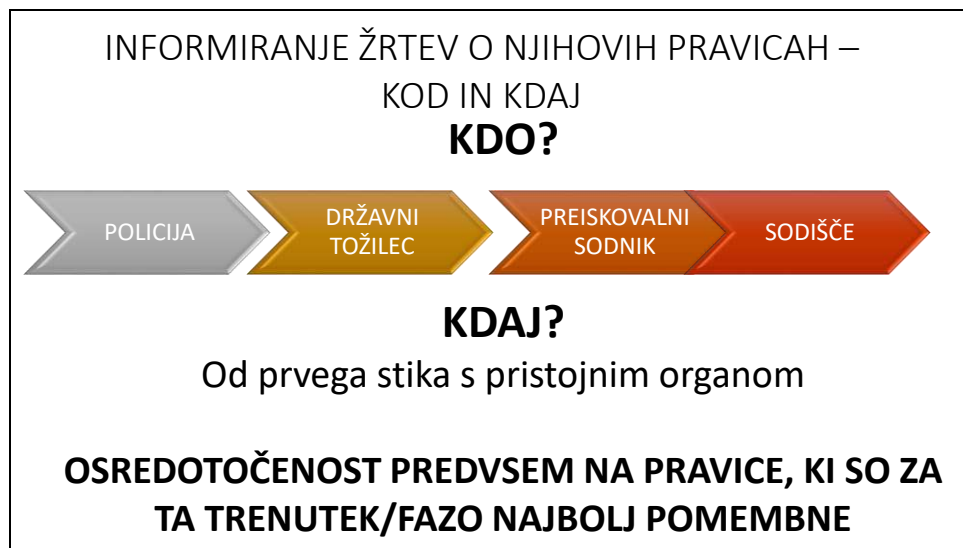 INFORMIRANJE ŽRTEV O NJIHOVIH PRAVICAH –
KOD IN KDAJ
KDO?
POLICIJA
DRŽAVNI
TOŽILEC
PREISKOVALNI
SODNIK
SODIŠČE
KDAJ?
Od prvega stika s pristojnim organom
OSREDOTOČENOST PREDVSEM NA PRAVICE, KI SO ZA
TA TRENUTEK/FAZO NAJBOLJ POMEMBNE